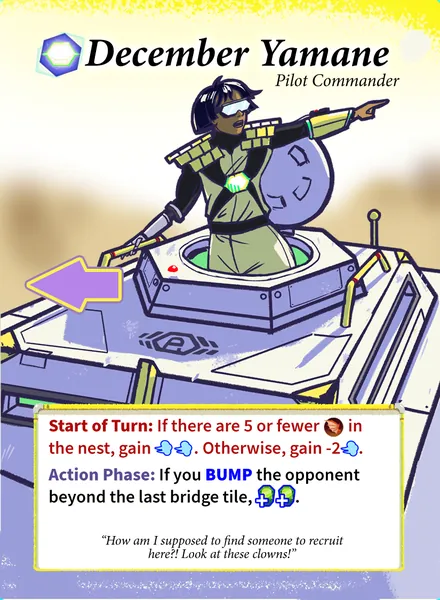 December Yamane
Pilot Commander
Start of Turn: If there are 5 or fewer in
the nest, gain . Otherwise, gain -2 .
Action Phase: If you BUMP the opponent
beyond the last bridge tile, ++.
“How am I supposed to find someone to recruit
here?! Look at these clowns!”